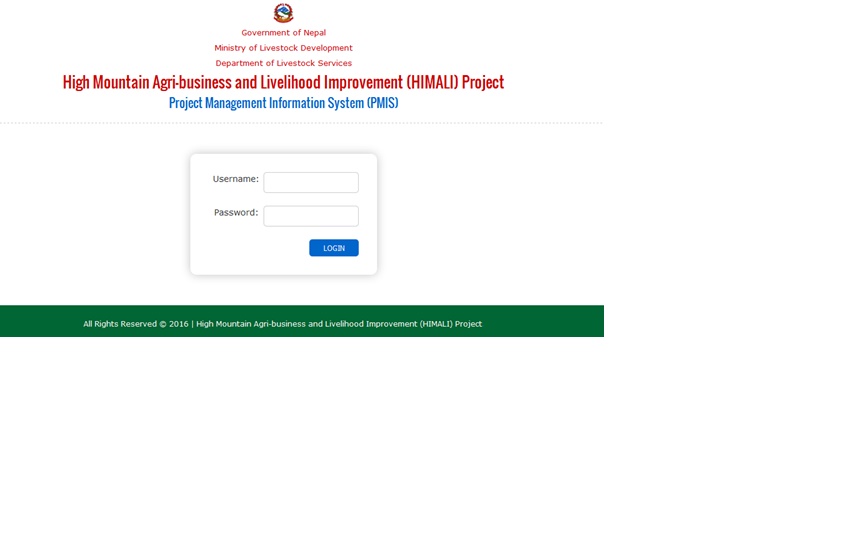 Government of Nepal
Ministry of Livestock Development
Department of Livestock Services
High Mountain Agri-business and Livelihood Improvement (HIMALI) Project
Project Management Information System (PMIS)
Username:
Password:
LOGIN
All Rights Reserved © 2016 | High Mountain Agri-business and Livelihood Improvement (HIMALI) Project